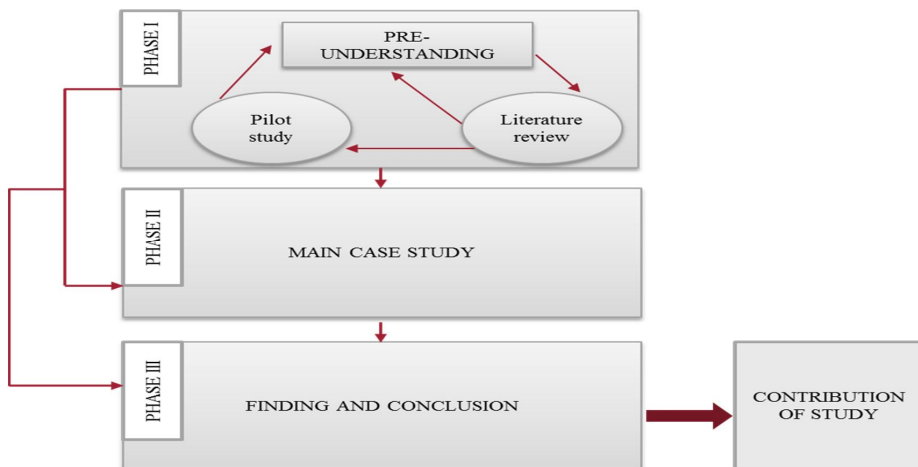 PHASE I
PRE-
UNDERSTANDING
Pilot
study
Literature
review
PHASE II
MAIN CASE STUDY
PHASE III
FINDING AND CONCLUSION
CONTRIBUTION
OF STUDY